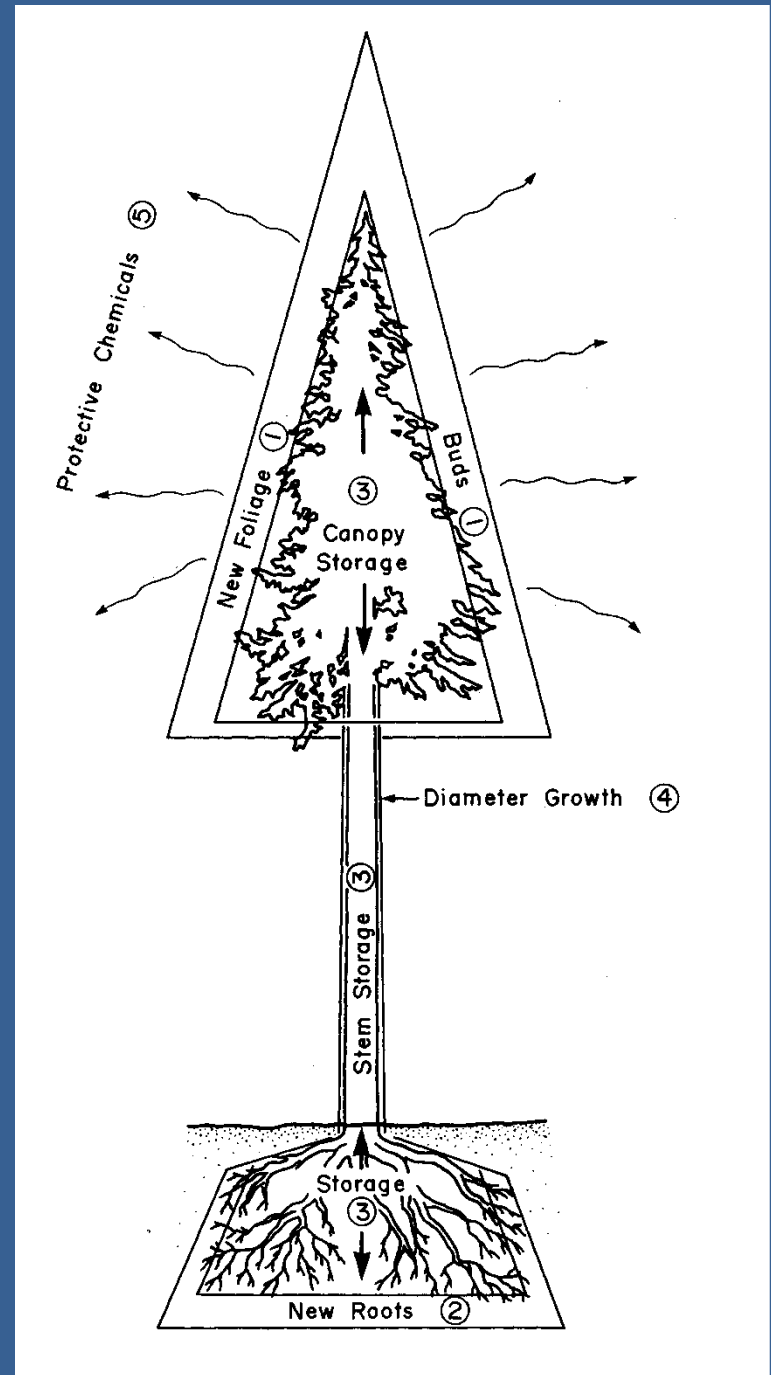 Protective Chemicals ⑤
New Foliage ①
Buds ①
③
Canopy
Storage
Diameter Growth ④
Stem Storage ③
Storage
③
New Roots ②